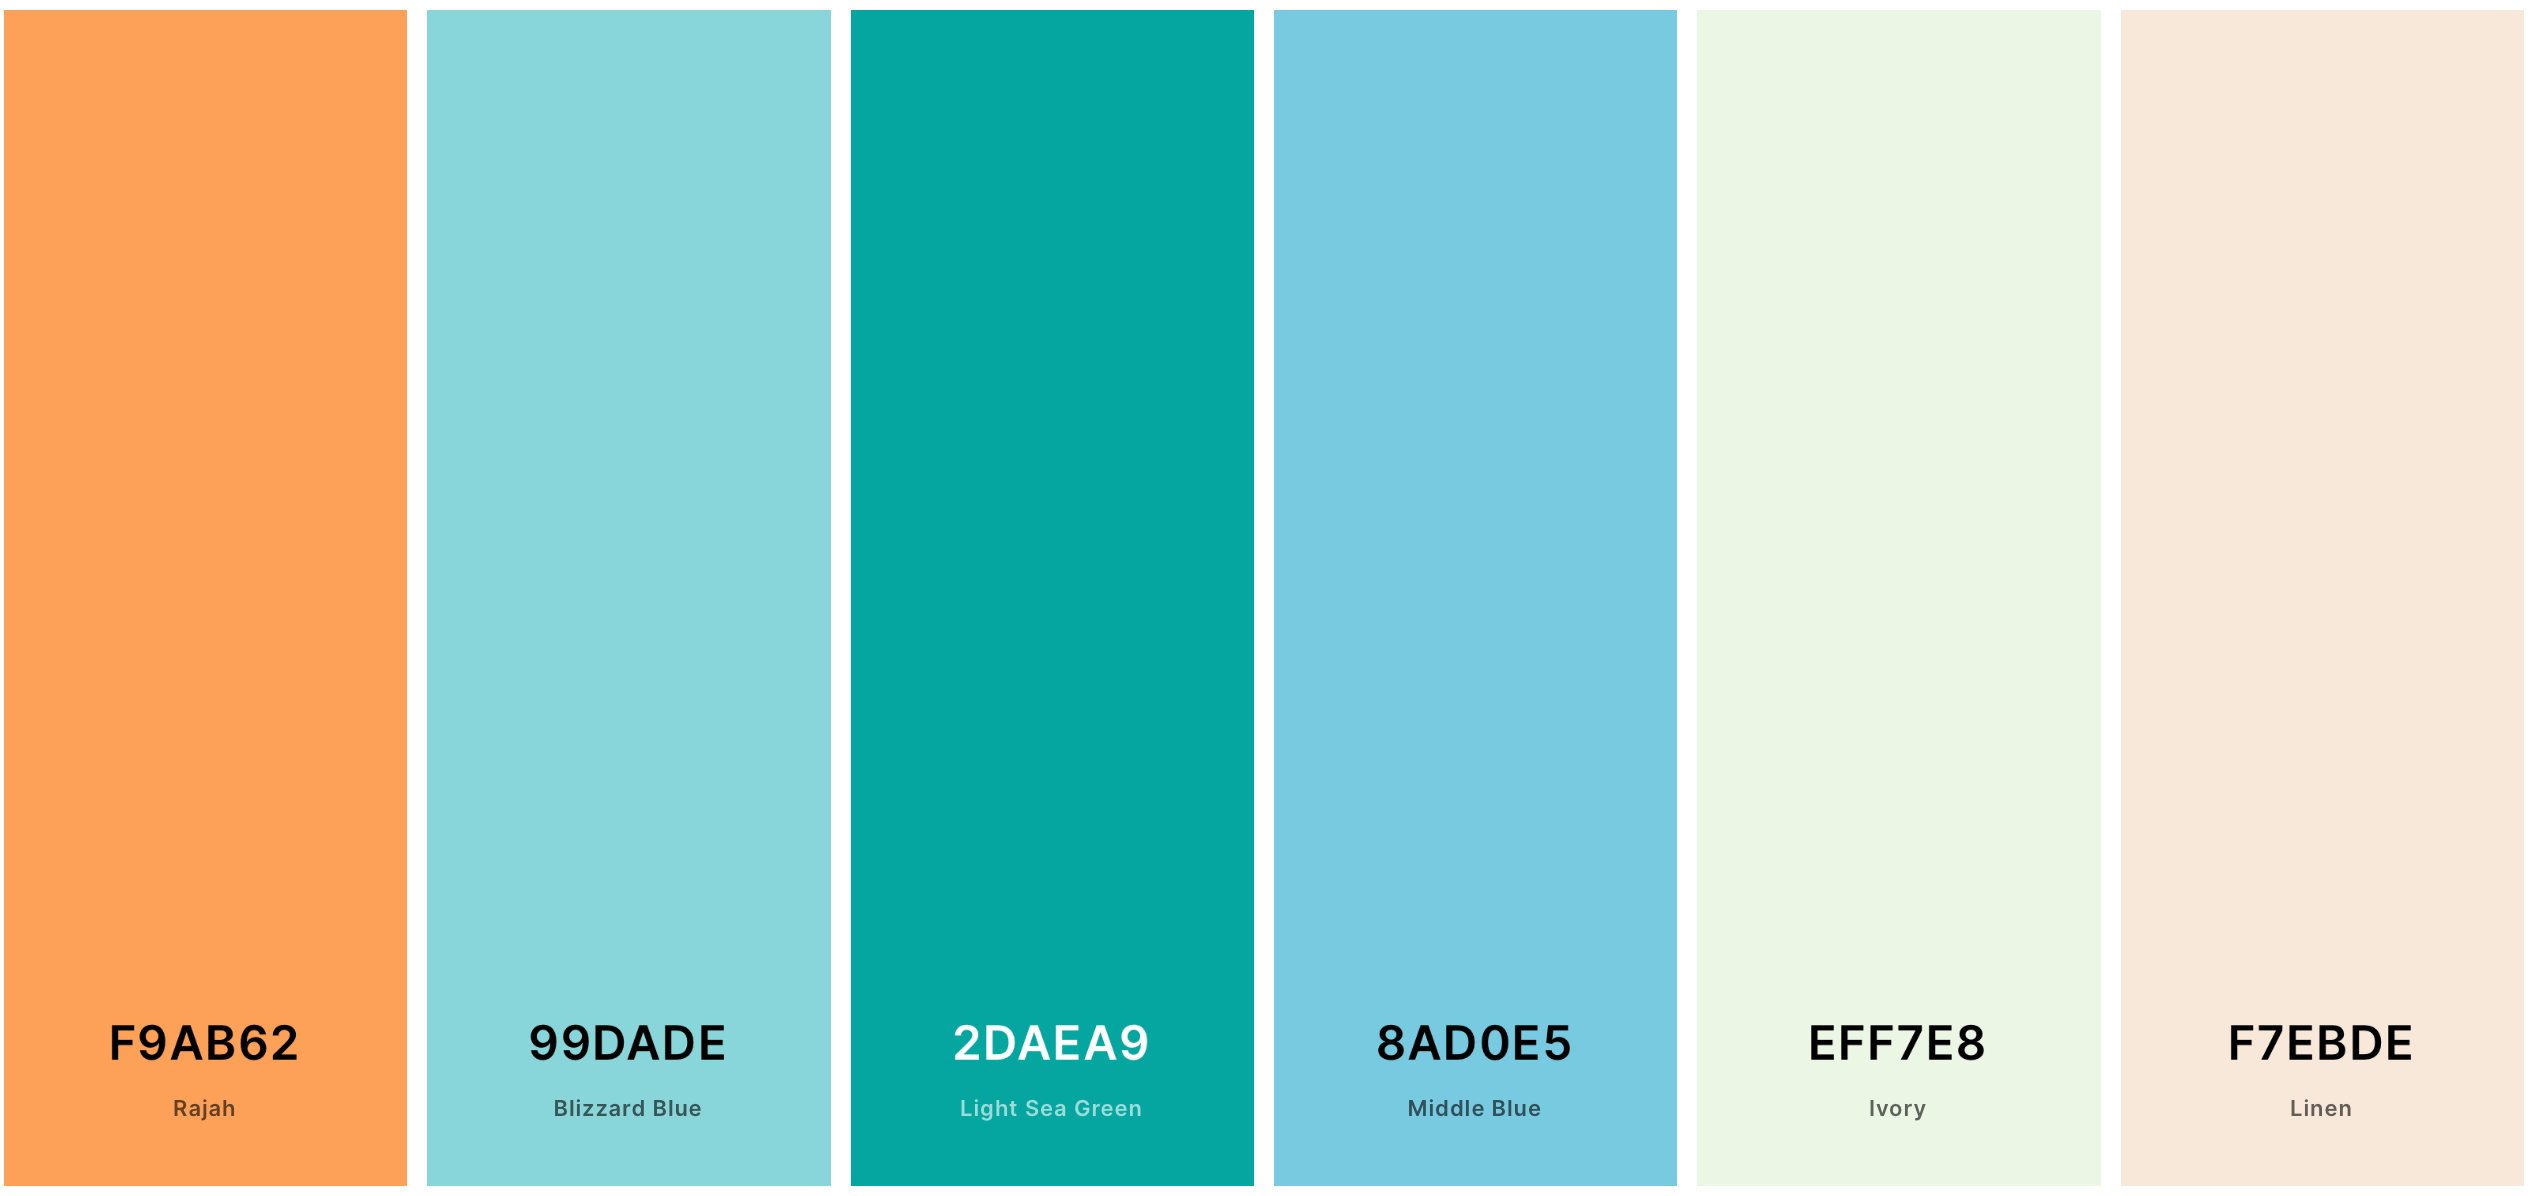 F9AB62
Rajah
99DADE
Blizzard Blue
2DAEA9
Light Sea Green
8AD0E5
Middle Blue
EFF7E8
Ivory
F7EBDE
Linen